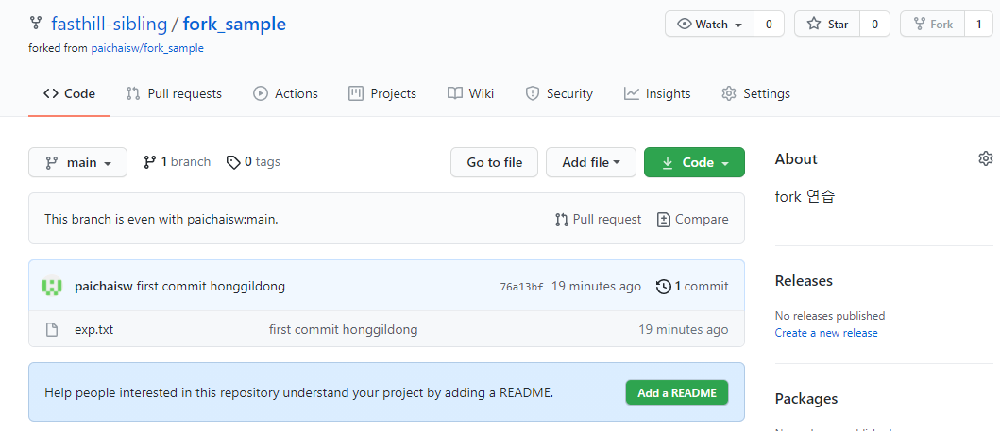 fasthill-sibling / fork_sample
Watch 0 Star 0 Fork 1
forked from paichaisw/fork_sample
Code Pull requests Actions Projects Wiki Security Insights Settings
main 1 branch 0 tags Go to file Add file Code
About
fork 연습
This branch is even with paichaisw:main. Pull request Compare
paichaisw first commit honggildong 76a13bf 19 minutes ago 1 commit
exp.txt first commit honggildong 19 minutes ago
Releases
No releases published
Create a new release
Help people interested in this repository understand your project by adding a README. Add a README
Packages